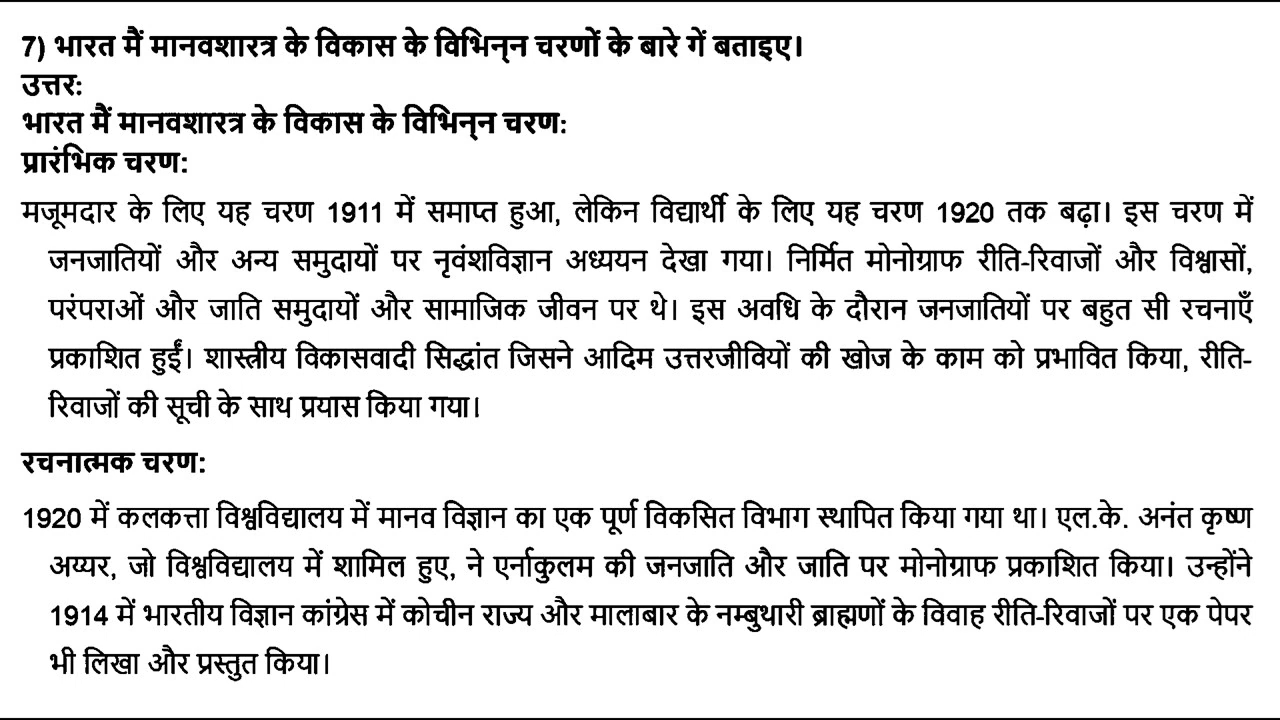 7) भारत मैं मानवशारत्र के विकास के विभिन्‌न चरणों के बारे गें बताइए।
उत्तर:
भारत मैं मानवशारत्र के विकास के विभिन्‌न चरण:
प्रारंभिक चरण:
मजूमदार के लिए यह चरण 1911 में समाप्त हुआ, लेकिन विद्यार्थी के लिए यह चरण 1920 तक बढ़ा। इस चरण में
जनजातियों और अन्य समुदायों पर नृवंशविज्ञान अध्ययन देखा गया। निर्मित मोनोग्राफ रीति-रिवाजों और विश्वासों,
परंपराओं और जाति समुदायों और सामाजिक जीवन पर थे। इस अवधि के दौरान जनजातियों पर बहुत सी रचनाएँ
प्रकाशित हुईं। शास्त्रीय विकासवादी सिद्धांत जिसने आदिम उत्तरजीवियों की खोज के काम को प्रभावित किया, रीति-
रिवाजों की सूची के साथ प्रयास किया गया।
रचनात्मक चरण:
1920 में कलकत्ता विश्वविद्यालय में मानव विज्ञान का एक पूर्ण विकसित विभाग स्थापित किया गया था। एल.के. अनंत कृष्ण
अय्यर, जो विश्वविद्यालय में शामिल हुए, ने एर्नाकुलम की जनजाति और जाति पर मोनोग्राफ प्रकाशित किया। उन्होंने
1914 में भारतीय विज्ञान कांग्रेस में कोचीन राज्य और मालाबार के नम्बुथारी ब्राह्मणों के विवाह रीति-रिवाजों पर एक पेपर
भी लिखा और प्रस्तुत किया।